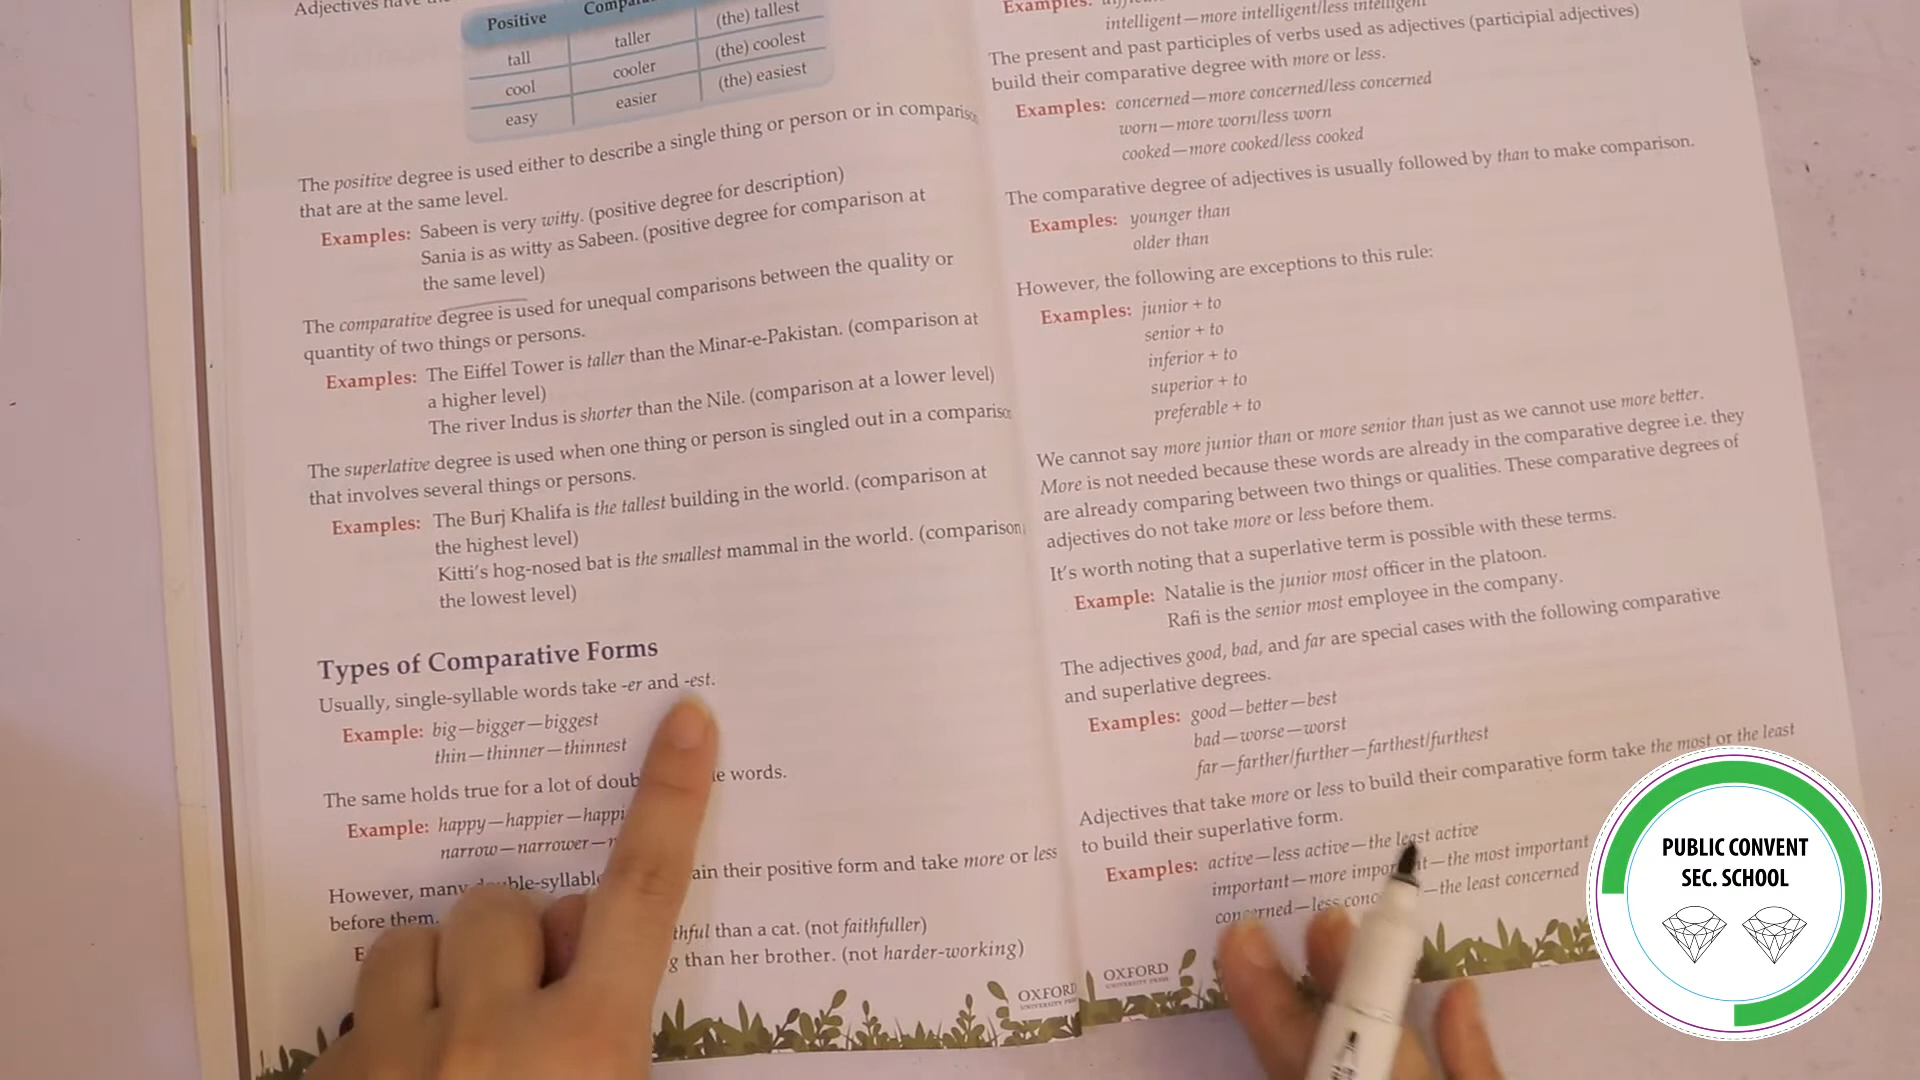 Adjectives have
Positive
tall taller (the) tallest
cool cooler (the) coolest
easy easier (the) easiest
The positive degree is used either to describe a single thing or person or in
that are at the same level.
Examples: Sabeen is very witty. (positive degree for description)
Sania is as witty as Sabeen. (positive degree for comparison at
the same level)
The comparative degree is used for unequal comparisons between the quality or
quantity of two things or persons.
Examples: The Eiffel Tower is taller than the Minar-e-Pakistan. (comparison at
a higher level)
The river Indus is shorter than the Nile. (comparison at a lower level)
The superlative degree is used when one thing or person is singled out in a
that involves several things or persons.
Examples: The Burj Khalifa is the tallest building in the world. (comparison at
the highest level)
Kitti's hog-nosed bat is the smallest mammal in the world. (comparison
the lowest level)
Types of Comparative Forms
Usually, single-syllable words take -er and -est.
Example: big—bigger—biggest
thin—thinner—thinnest
The same holds true for a lot of words.
Example: happy—happier—
narrow—narrower—
However, many their positive form and take more or less
before them.
than a cat. (not faithfuller)
than her brother. (not harder-working)
OXFORD
UNIVERSITY
Examples:
intelligent—more intelligent/less intelligent
The present and past participles of verbs used as adjectives (participial adjectives)
build their comparative degree with more or less.
Examples: concerned—more concerned/less concerned
worn—more worn/less worn
cooked—more cooked/less cooked
The comparative degree of adjectives is usually followed by than to make comparison.
Examples: younger than
older than
However, the following are exceptions to this rule:
Examples: junior + to
senior + to
inferior + to
superior + to
preferable + to
We cannot say more junior than or more senior than just as we cannot use more better.
More is not needed because these words are already in the comparative degree i.e. they
are already comparing between two things or qualities. These comparative degrees of
adjectives do not take more or less before them.
It's worth noting that a superlative term is possible with these terms.
Example: Natalie is the junior most officer in the platoon.
Rafi is the senior most employee in the company.
The adjectives good, bad, and far are special cases with the following comparative
and superlative degrees.
Examples: good—better—best
bad—worse—worst
far—farther/further—farthest/furthest
Adjectives that take more or less to build their comparative form take the most or the least
to build their superlative form.
Examples: active—less active—the least active
important—more important—the most important
concerned—less —the least concerned
OXFORD
UNIVERSITY PRESS
PUBLIC CONVENT
SEC. SCHOOL